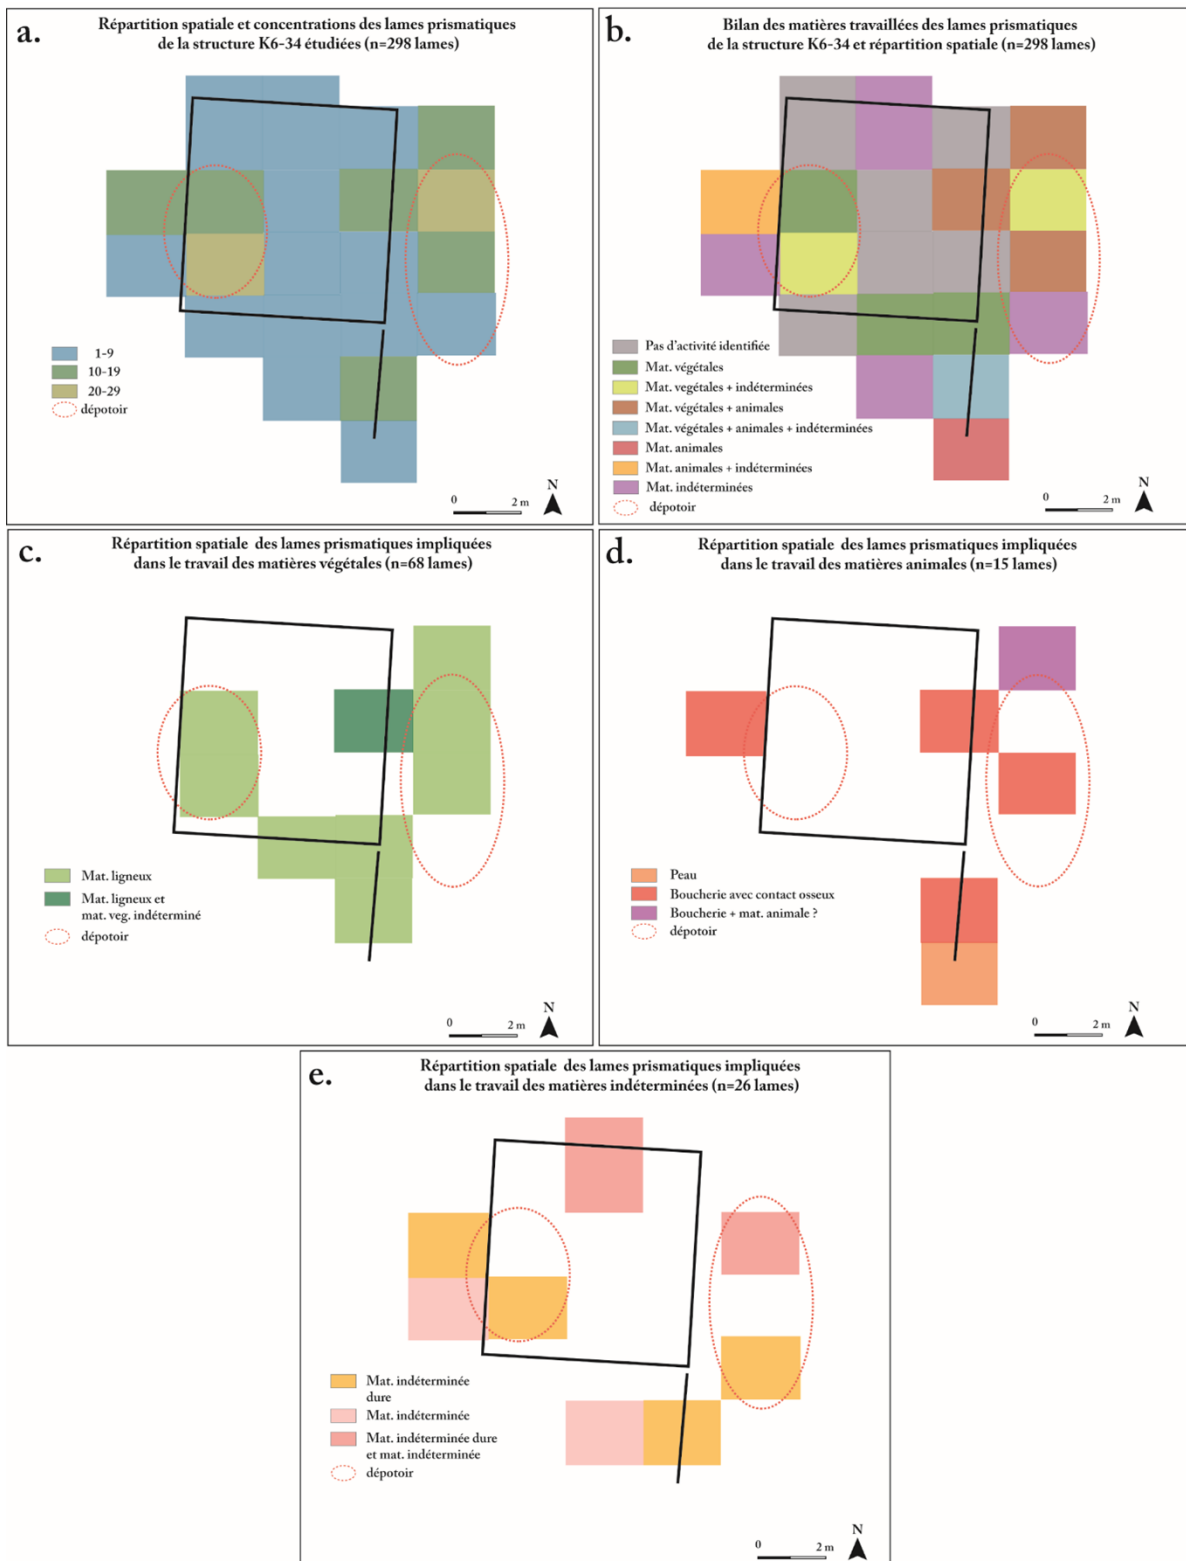 a.
Répartition spatiale et concentrations des lames prismatiques
de la structure K6-34 étudiées (n=298 lames)
1-9
10-19
20-29
dépotoir
0 2 m
N
b.
Bilan des matières travaillées des lames prismatiques
de la structure K6-34 et répartition spatiale (n=298 lames)
Pas d'activité identifiée
Mat. végétales
Mat. végétales + indéterminées
Mat. végétales + animales
Mat. végétales + animales + indéterminées
Mat. animales
Mat. animales + indéterminées
Mat. indéterminées
dépotoir
0 2 m
N
c.
Répartition spatiale des lames prismatiques impliquées
dans le travail des matières végétales (n=68 lames)
Mat. ligneux
Mat. ligneux et
mat. veg. indéterminé
dépotoir
0 2 m
N
d.
Répartition spatiale des lames prismatiques impliquées
dans le travail des matières animales (n=15 lames)
Peau
Boucherie avec contact osseux
Boucherie + mat. animale ?
dépotoir
0 2 m
N
e.
Répartition spatiale des lames prismatiques impliquées
dans le travail des matières indéterminées (n=26 lames)
Mat. indéterminée
dure
Mat. indéterminée
Mat. indéterminée dure
et mat. indéterminée
dépotoir
0 2 m
N